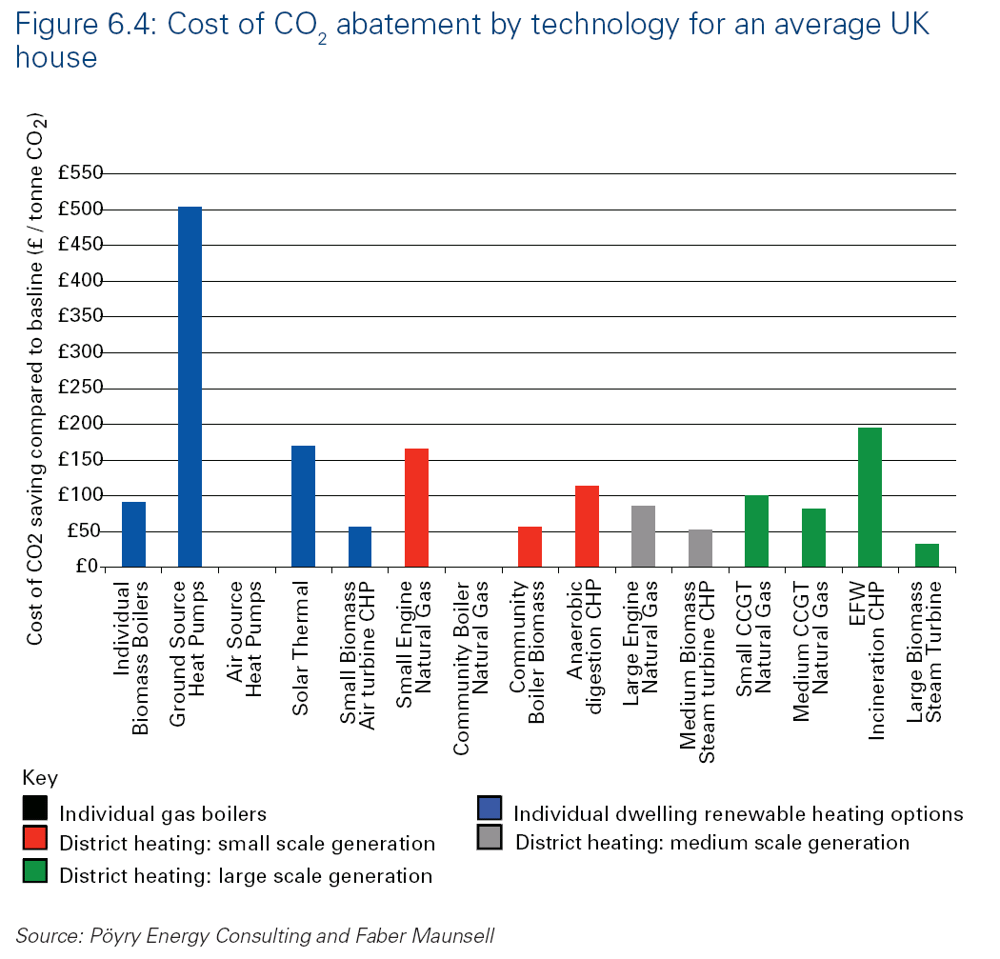 Figure 6.4: Cost of CO2 abatement by technology for an average UK
house
Cost of CO2 saving compared to basline (£ / tonne CO2)
£550
£500
£450
£400
£350
£300
£250
£200
£150
£100
£50
£0
Individual
Biomass Boilers
Ground Source
Heat Pumps
Air Source
Heat Pumps
Solar Thermal
Small Biomass
Air turbine CHP
Small Engine
Natural Gas
Community Boiler
Natural Gas
Community
Boiler Biomass
Anaerobic
digestion CHP
Large Engine
Natural Gas
Medium Biomass
Steam turbine CHP
Small CCGT
Natural Gas
Medium CCGT
Natural Gas
EFW
Incineration CHP
Large Biomass
Steam Turbine
Key
Individual gas boilers
Individual dwelling renewable heating options
District heating: small scale generation
District heating: medium scale generation
District heating: large scale generation
Source: Pöyry Energy Consulting and Faber Maunsell